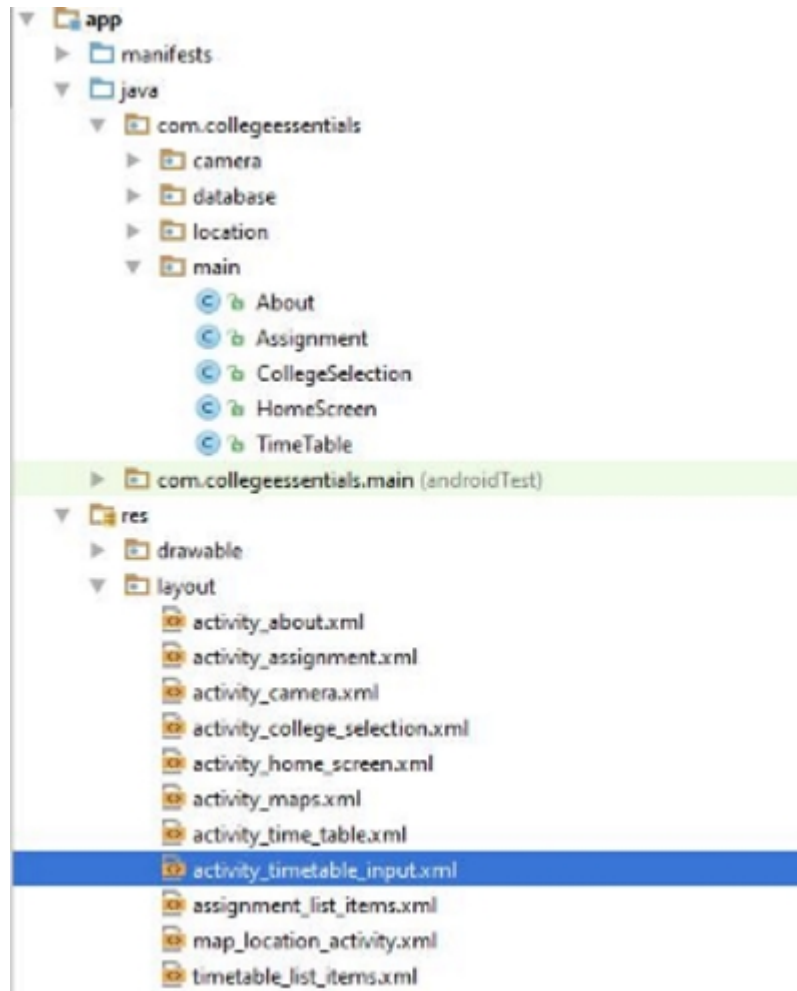 app
manifests
java
com.collegeessentials
camera
database
location
main
C About
C Assignment
C CollegeSelection
C HomeScreen
C TimeTable
com.collegeessentials.main (androidTest)
res
drawable
layout
activity_about.xml
activity_assignment.xml
activity_camera.xml
activity_college_selection.xml
activity_home_screen.xml
activity_maps.xml
activity_time_table.xml
activity_timetable_input.xml
assignment_list_items.xml
map_location_activity.xml
timetable_list_items.xml